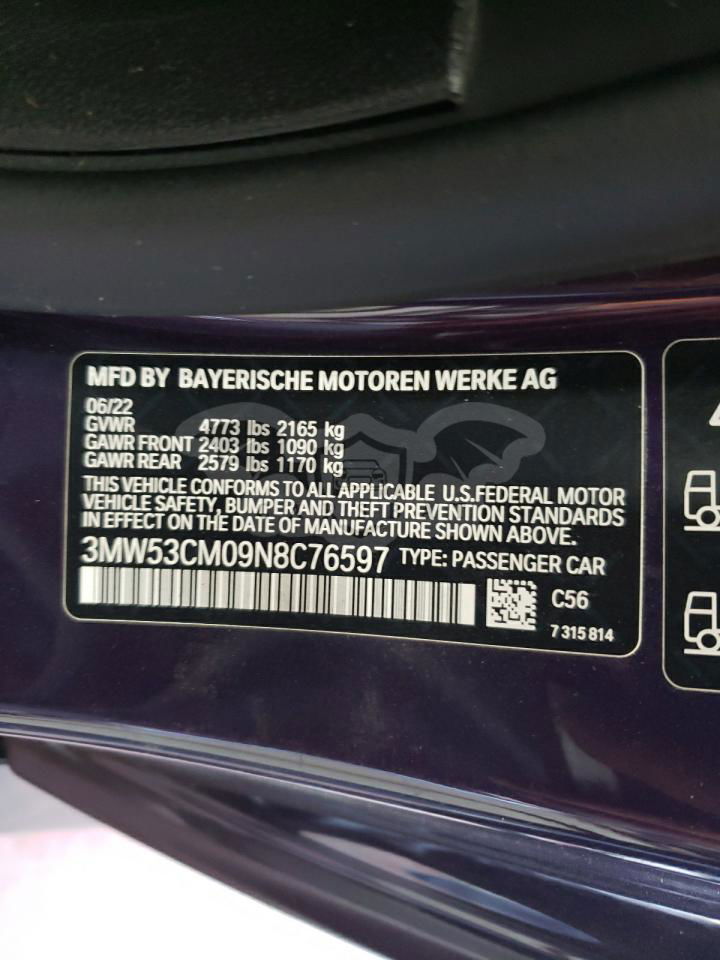 MFD BY BAYERISCHE MOTOREN WERKE AG
06/22
GVWR 4773 lbs 2165 kg
GAWR FRONT 2403 lbs 1090 kg
GAWR REAR 2579 lbs 1170 kg
THIS VEHICLE CONFORMS TO ALL APPLICABLE U.S.FEDERAL MOTOR
VEHICLE SAFETY, BUMPER AND THEFT PREVENTION STANDARDS
IN EFFECT ON THE DATE OF MANUFACTURE SHOWN ABOVE.
3MW53CM09N8C76597 TYPE: PASSENGER CAR
C56
7 315 814